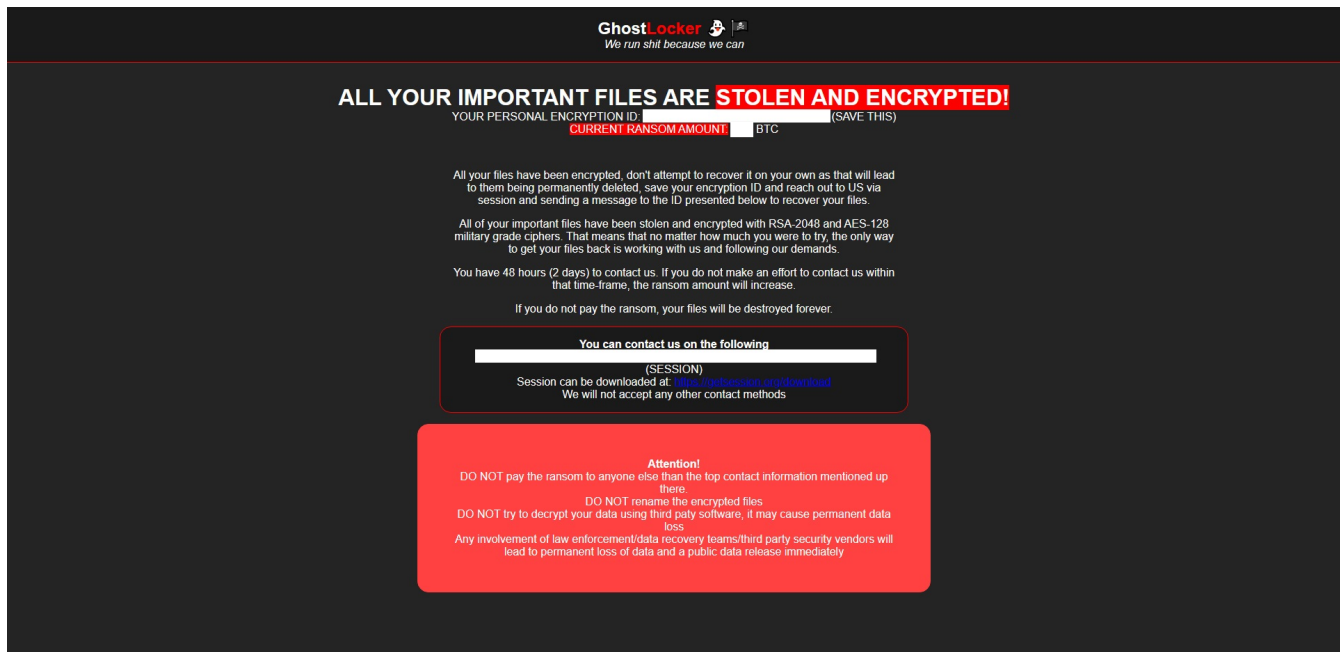 GhostLocker 👻 🏴‍☠️
We run shit because we can
ALL YOUR IMPORTANT FILES ARE STOLEN AND ENCRYPTED!
YOUR PERSONAL ENCRYPTION ID: (SAVE THIS)
CURRENT RANSOM AMOUNT: BTC
All your files have been encrypted, don't attempt to recover it on your own as that will lead
to them being permanently deleted, save your encryption ID and reach out to US via
session and sending a message to the ID presented below to recover your files.
All of your important files have been stolen and encrypted with RSA-2048 and AES-128
military grade ciphers. That means that no matter how much you were to try, the only way
to get your files back is working with us and following our demands.
You have 48 hours (2 days) to contact us. If you do not make an effort to contact us within
that time-frame, the ransom amount will increase.
If you do not pay the ransom, your files will be destroyed forever.
You can contact us on the following
(SESSION)
Session can be downloaded at: https://getsession.org/download
We will not accept any other contact methods
Attention!
DO NOT pay the ransom to anyone else than the top contact information mentioned up
there.
DO NOT rename the encrypted files
DO NOT try to decrypt your data using third paty software, it may cause permanent data
loss
Any involvement of law enforcement/data recovery teams/third party security vendors will
lead to permanent loss of data and a public data release immediately